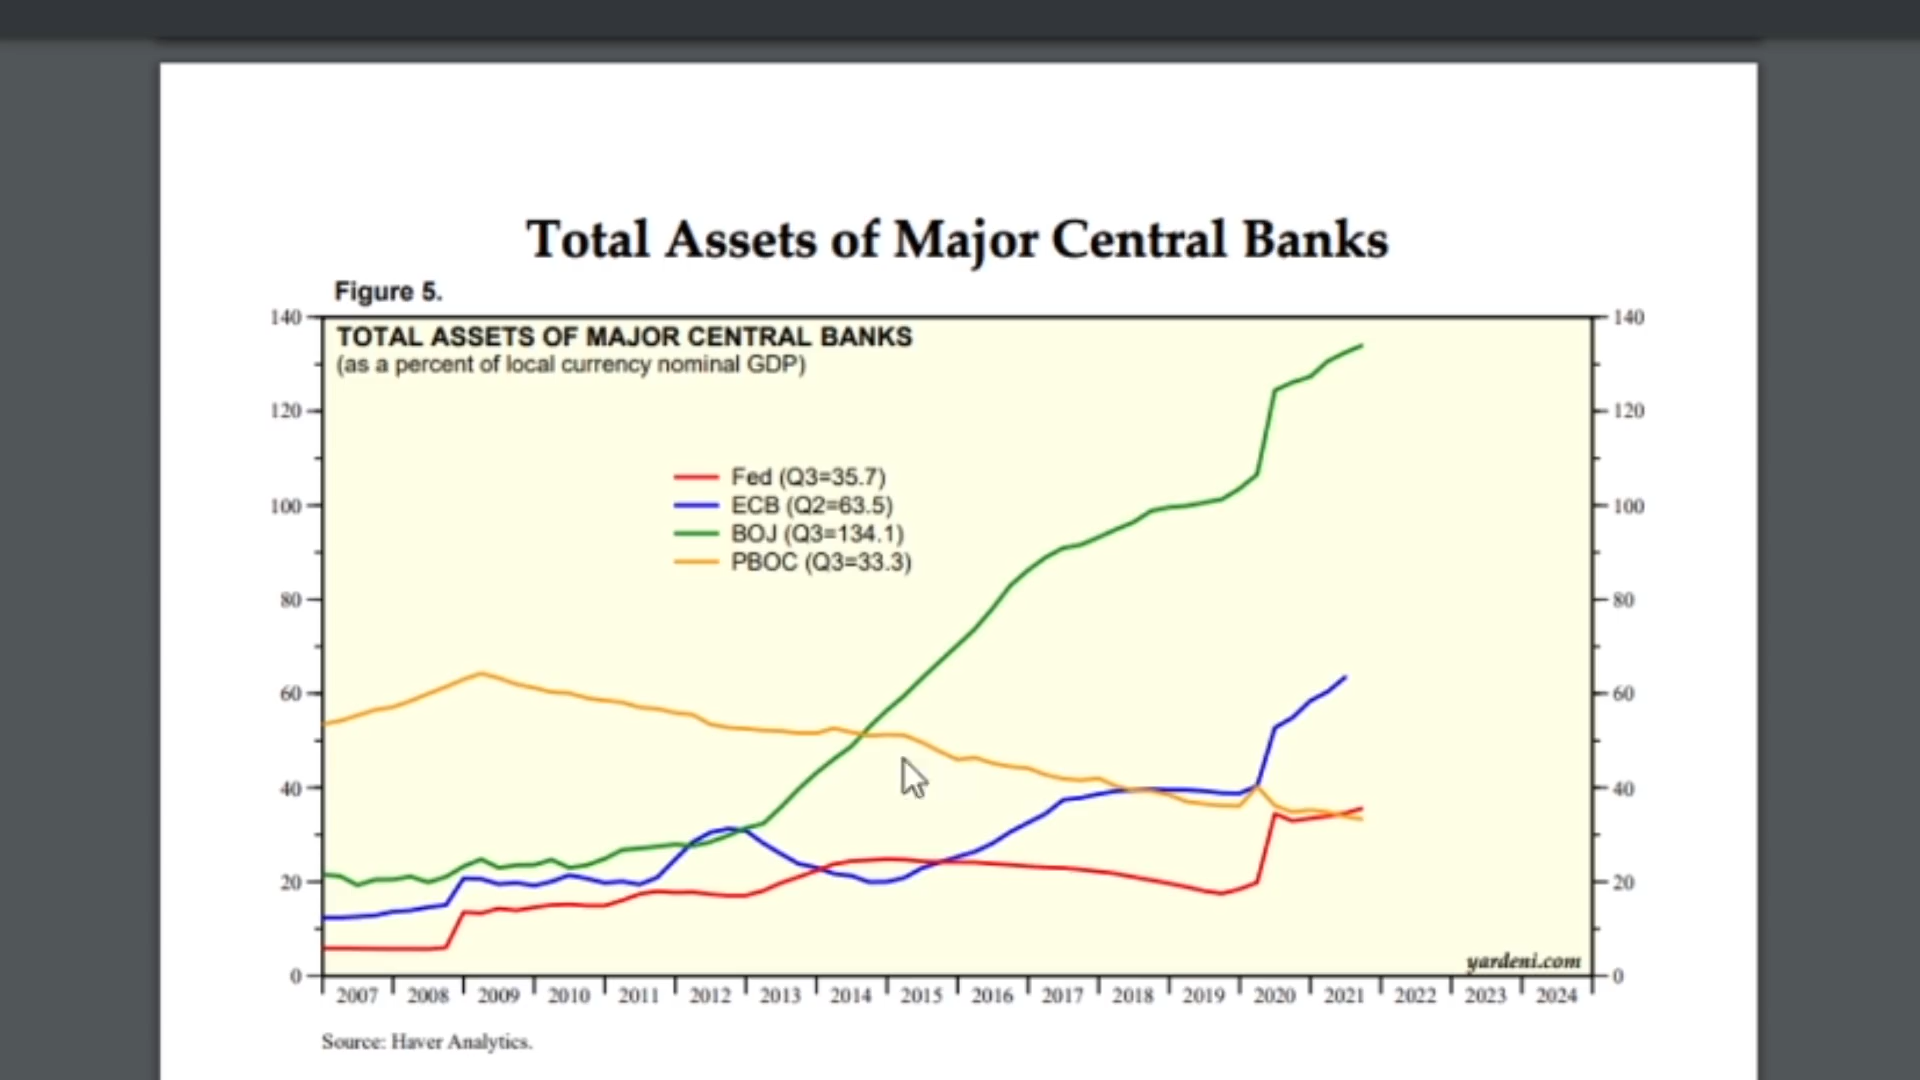 Total Assets of Major Central Banks
Figure 5.
TOTAL ASSETS OF MAJOR CENTRAL BANKS
(as a percent of local currency nominal GDP)
140 140
120 120
100 100
80 80
60 60
40 40
20 20
0 0
Fed (Q3=35.7)
ECB (Q2=63.5)
BOJ (Q3=134.1)
PBOC (Q3=33.3)
yardeni.com
2007 2008 2009 2010 2011 2012 2013 2014 2015 2016 2017 2018 2019 2020 2021 2022 2023 2024
Source: Haver Analytics.